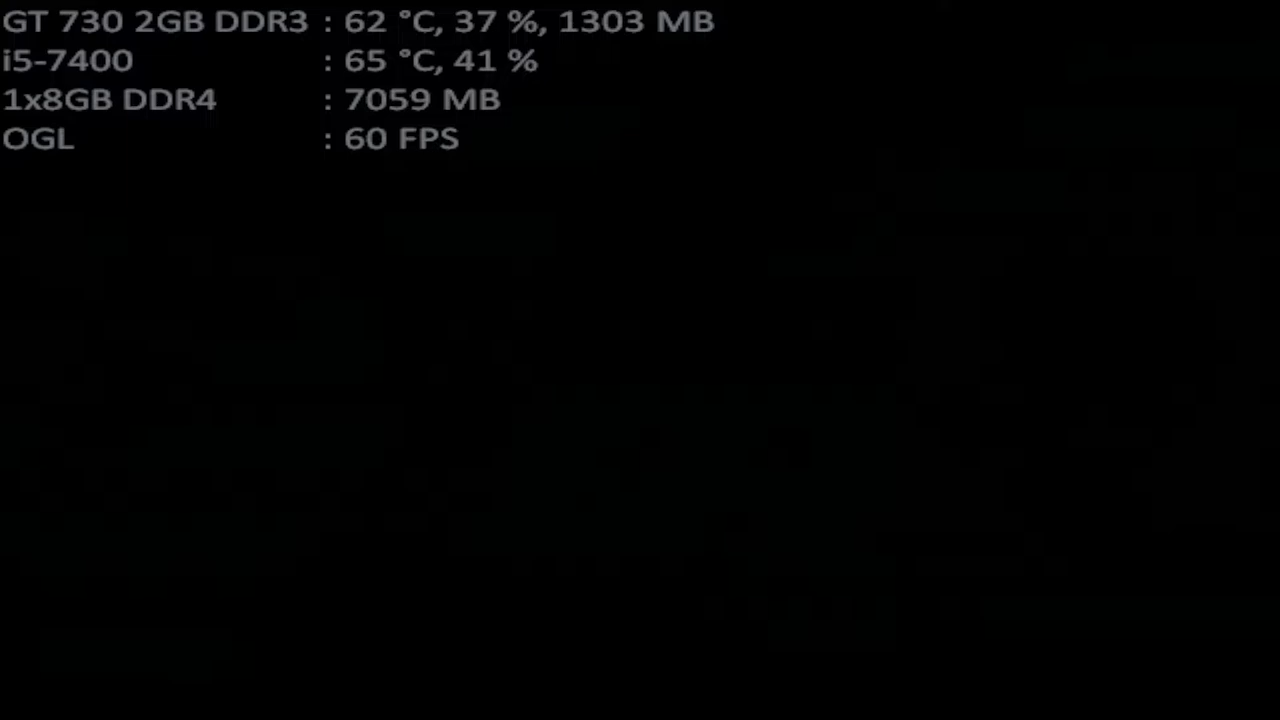 GT 730 2GB DDR3 : 62 °C, 37 %, 1303 MB
i5-7400 : 65 °C, 41 %
1x8GB DDR4 : 7059 MB
OGL : 60 FPS